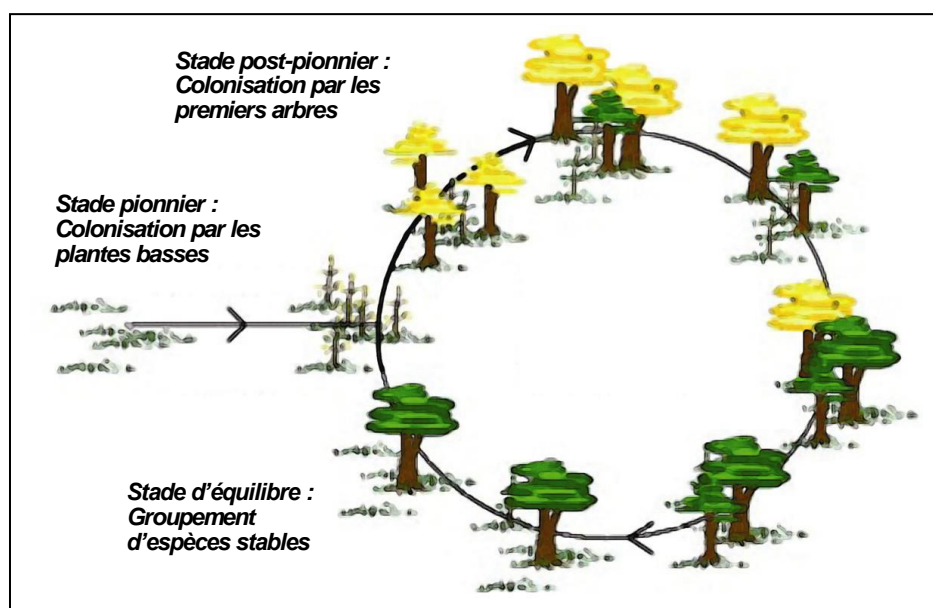 Stade post-pionnier :
Colonisation par les
premiers arbres
Stade pionnier :
Colonisation par les
plantes basses
Stade d'équilibre :
Groupement
d'espèces stables